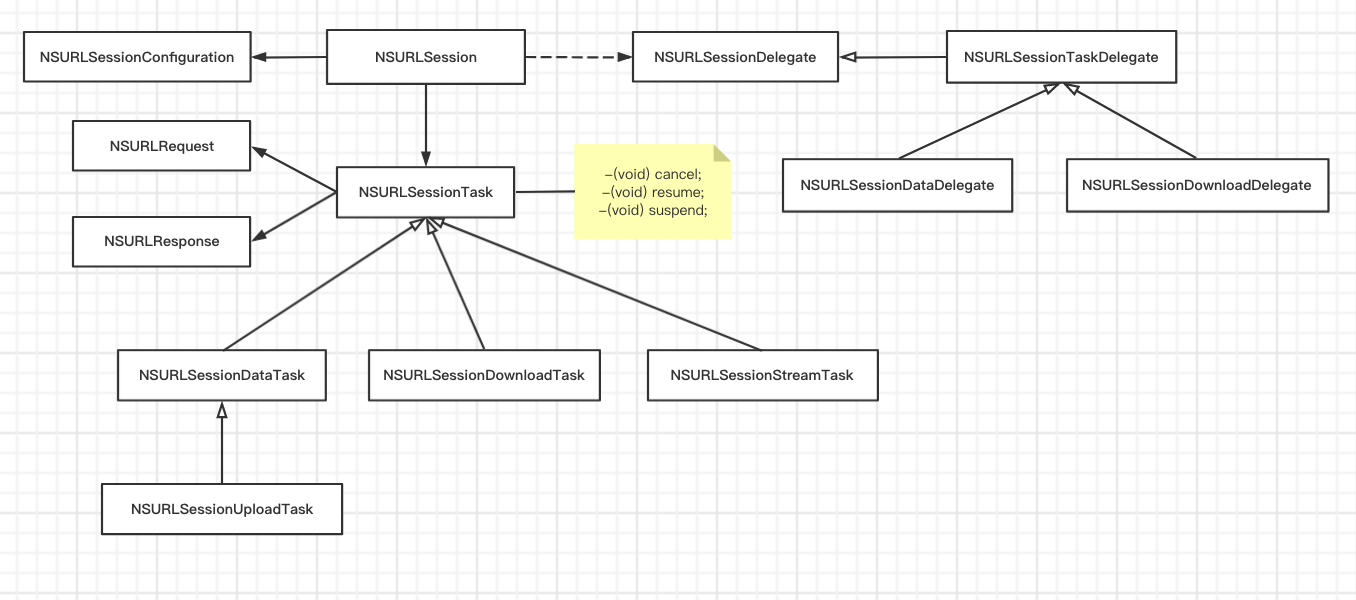 NSURLSessionConfiguration
NSURLSession
NSURLSessionDelegate
NSURLSessionTaskDelegate
NSURLRequest
NSURLSessionTask
-(void) cancel;
-(void) resume;
-(void) suspend;
NSURLSessionDataDelegate
NSURLSessionDownloadDelegate
NSURLResponse
NSURLSessionDataTask
NSURLSessionDownloadTask
NSURLSessionStreamTask
NSURLSessionUploadTask